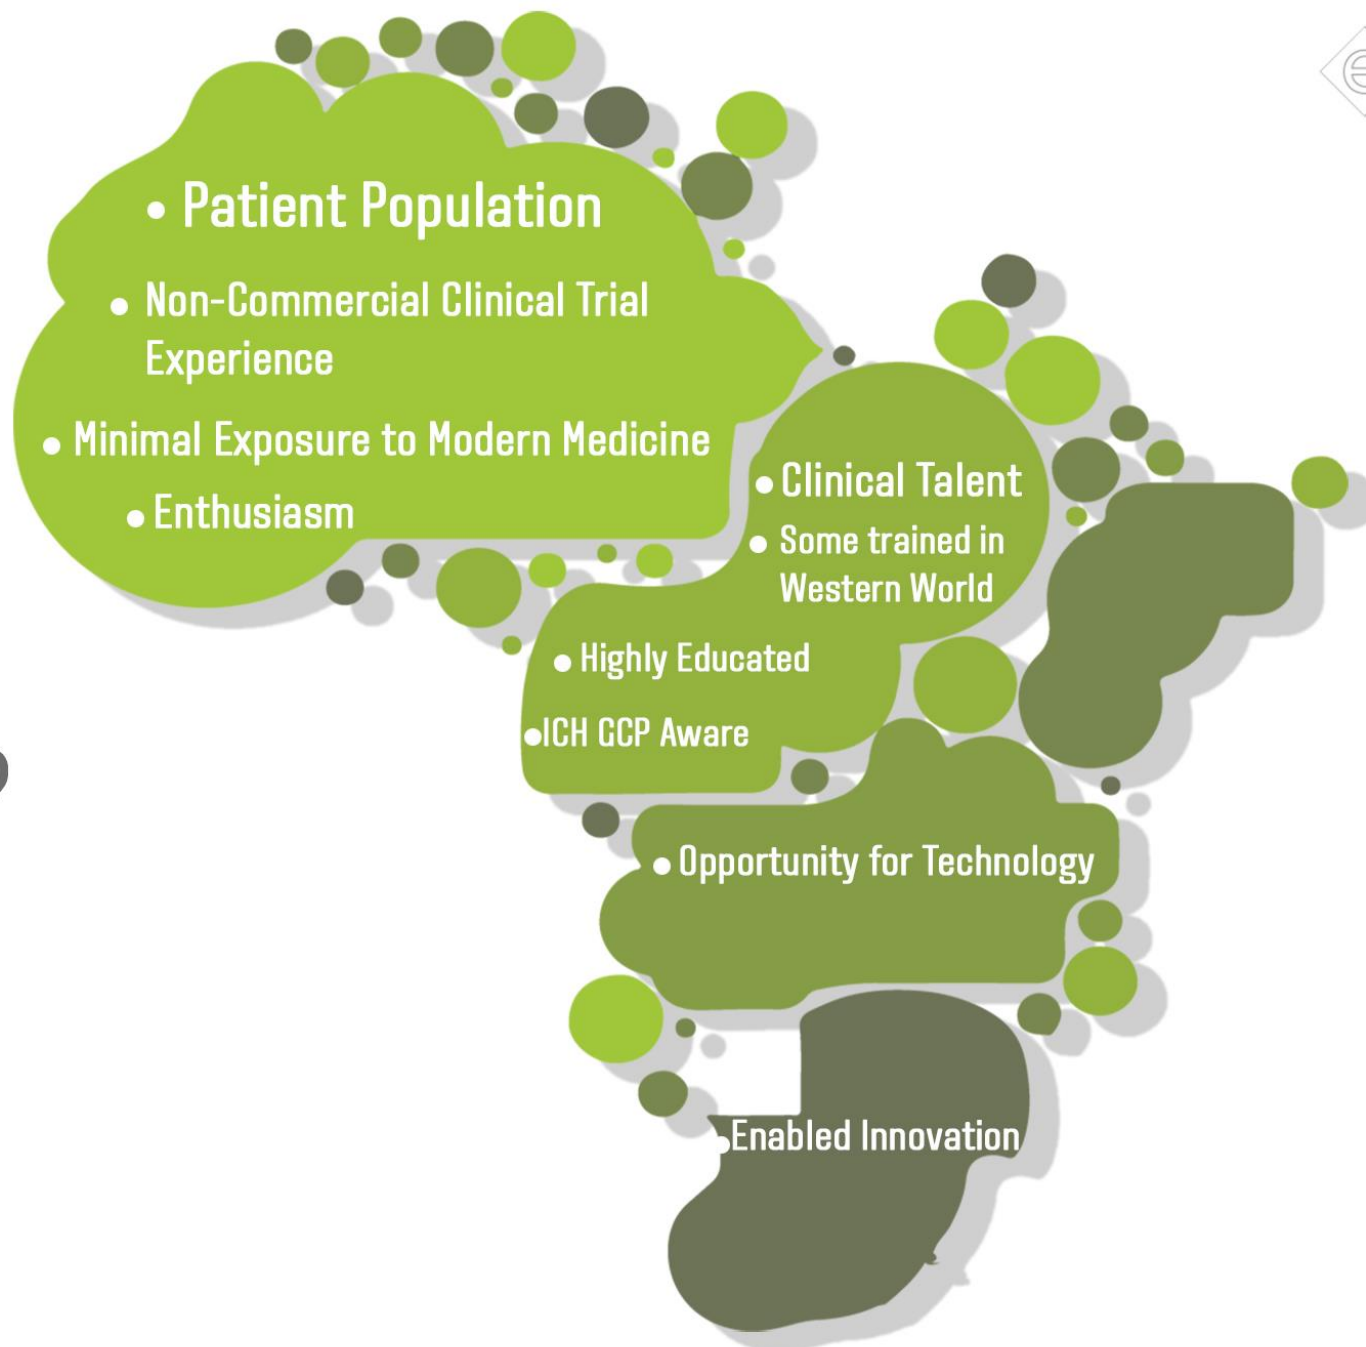 • Patient Population
• Non-Commercial Clinical Trial
Experience
• Minimal Exposure to Modern Medicine
• Enthusiasm
• Clinical Talent
• Some trained in
Western World
• Highly Educated
•ICH GCP Aware
• Opportunity for Technology
•Enabled Innovation